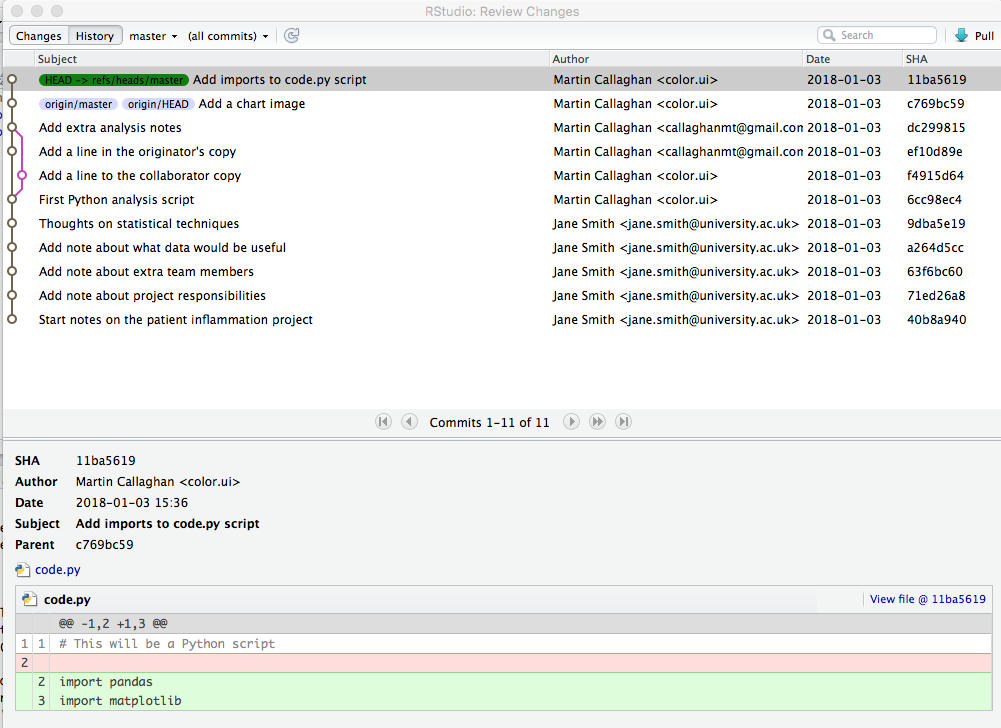 RStudio: Review Changes
Changes History master (all commits) Search Pull
Subject Author Date SHA
HEAD -> refs/heads/master Add imports to code.py script Martin Callaghan <color.ui> 2018-01-03 11ba5619
origin/master origin/HEAD Add a chart image Martin Callaghan <color.ui> 2018-01-03 c769bc59
Add extra analysis notes Martin Callaghan <callaghanmt@gmail.com 2018-01-03 dc299815
Add a line in the originator's copy Martin Callaghan <callaghanmt@gmail.com 2018-01-03 ef10d89e
Add a line to the collaborator copy Martin Callaghan <color.ui> 2018-01-03 f4915d64
First Python analysis script Martin Callaghan <color.ui> 2018-01-03 6cc98ec4
Thoughts on statistical techniques Jane Smith <jane.smith@university.ac.uk> 2018-01-03 9dba5e19
Add note about what data would be useful Jane Smith <jane.smith@university.ac.uk> 2018-01-03 a264d5cc
Add note about extra team members Jane Smith <jane.smith@university.ac.uk> 2018-01-03 63f6bc60
Add note about project responsibilities Jane Smith <jane.smith@university.ac.uk> 2018-01-03 71ed26a8
Start notes on the patient inflammation project Jane Smith <jane.smith@university.ac.uk> 2018-01-03 40b8a940
Commits 1-11 of 11
SHA 11ba5619
Author Martin Callaghan <color.ui>
Date 2018-01-03 15:36
Subject Add imports to code.py script
Parent c769bc59
code.py
code.py View file @ 11ba5619
@@ -1,2 +1,3 @@
1 1 # This will be a Python script
2
2 import pandas
3 import matplotlib